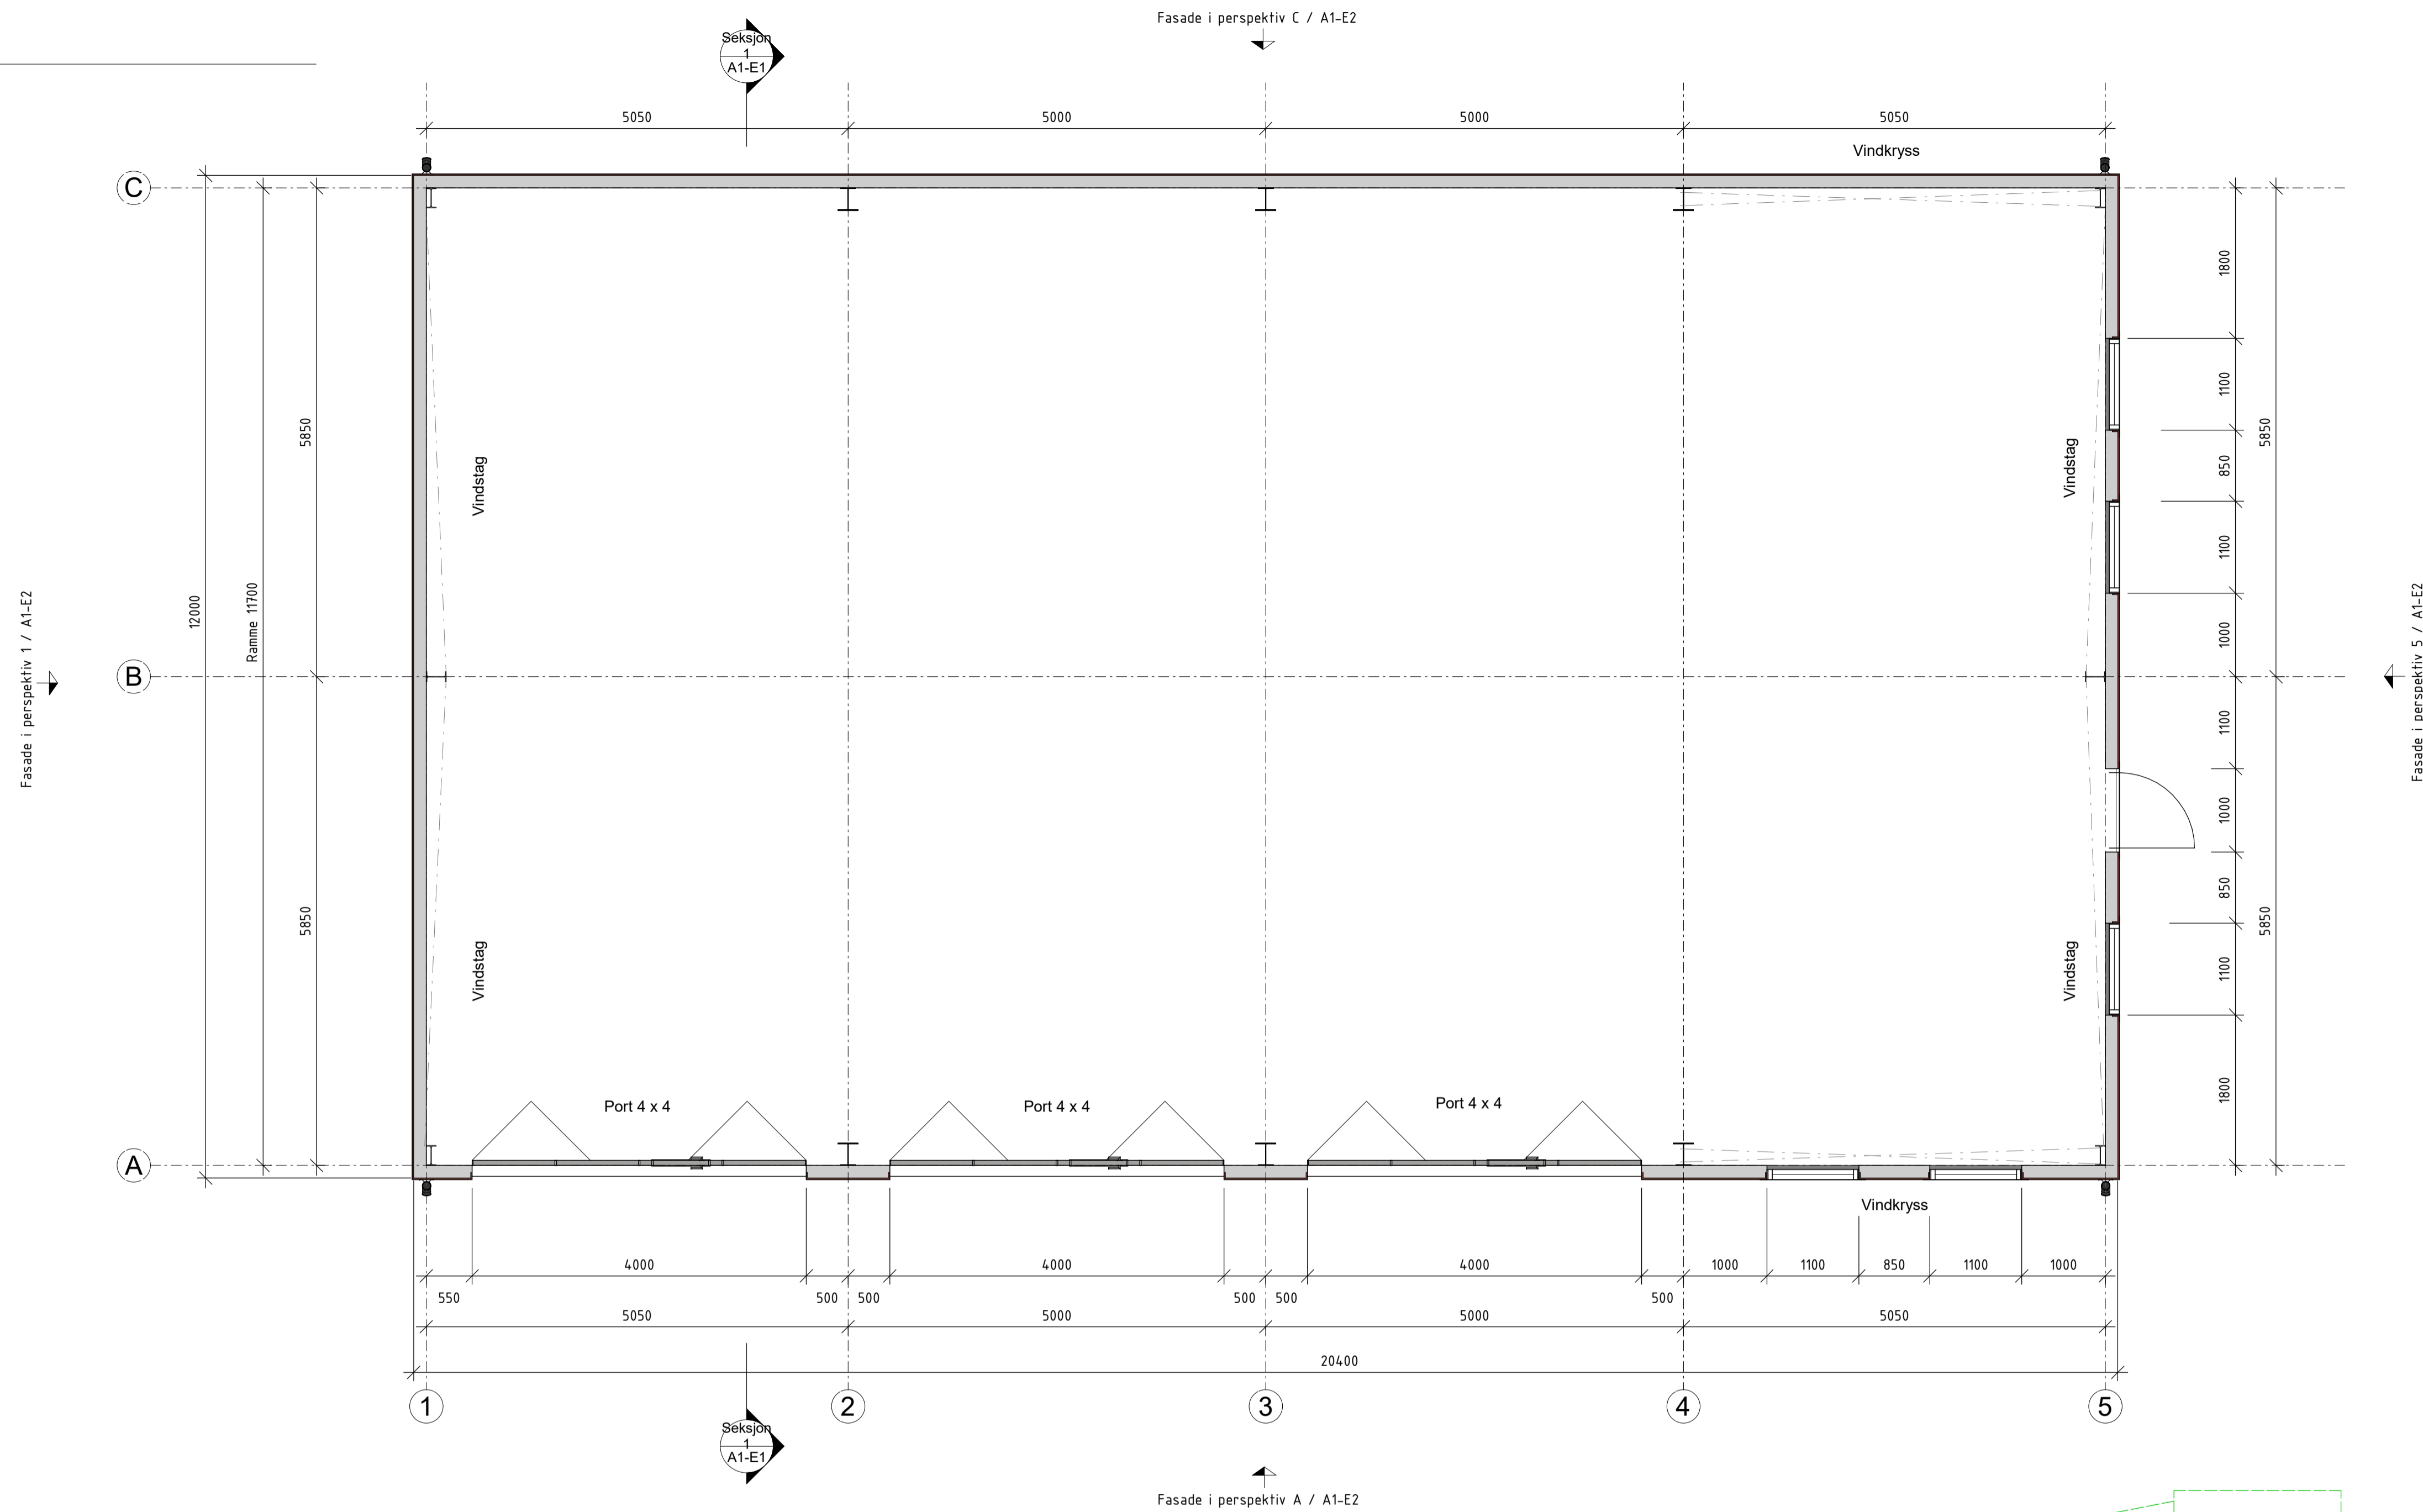 Fasade i perspektiv C / A1-E2
Seksjon
1
A1-E1
5050
5000
5000
5050
Vindkryss
C
B
A
12000
Ramme 11700
5850
5850
Fasade i perspektiv 1 / A1-E2
Vindstag
Vindstag
Vindstag
Vindstag
1800
1100
850
1100
1000
1100
1000
850
1100
1800
5850
5850
Fasade i perspektiv 5 / A1-E2
Port 4 x 4
Port 4 x 4
Port 4 x 4
Vindkryss
4000
4000
4000
1000
1100
850
1100
1000
550
500
500
500
500
500
5050
5000
5000
5050
20400
1
2
3
4
5
Seksjon
1
A1-E1
Fasade i perspektiv A / A1-E2